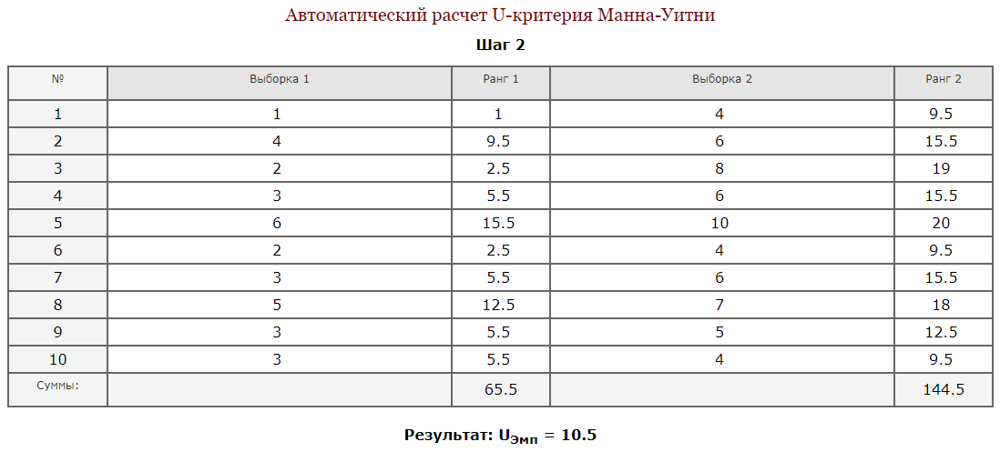 Автоматический расчет U-критерия Манна-Уитни
Шаг 2
№ Выборка 1 Ранг 1 Выборка 2 Ранг 2
1 1 1 4 9.5
2 4 9.5 6 15.5
3 2 2.5 8 19
4 3 5.5 6 15.5
5 6 15.5 10 20
6 2 2.5 4 9.5
7 3 5.5 6 15.5
8 5 12.5 7 18
9 3 5.5 5 12.5
10 3 5.5 4 9.5
Суммы: 65.5 144.5
Результат: UЭмп = 10.5